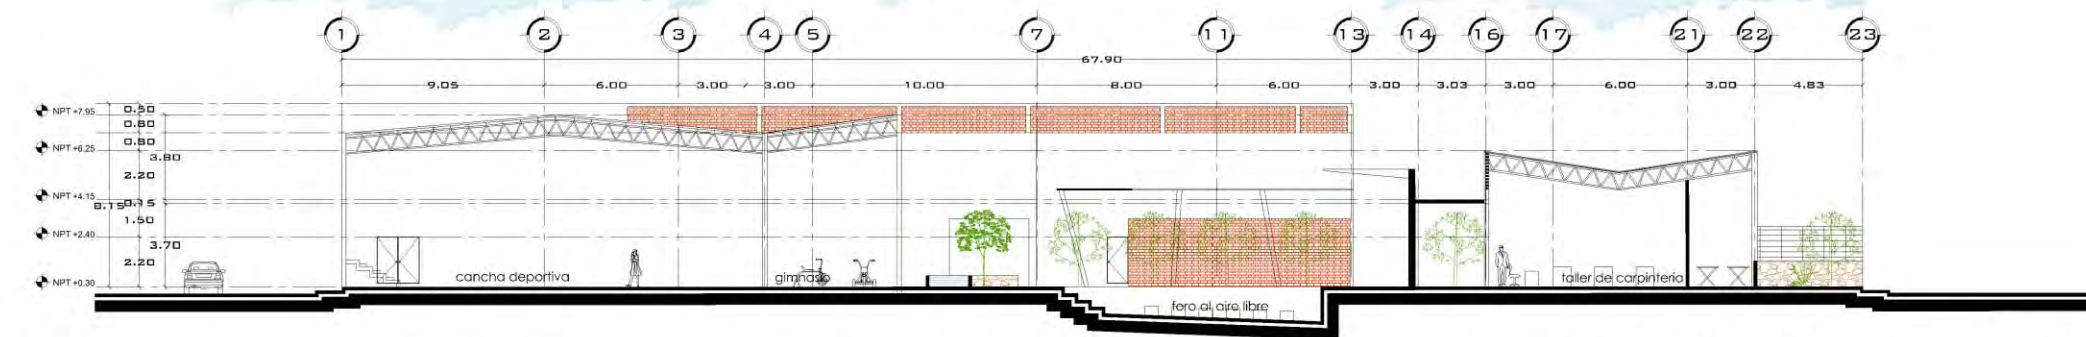 1 2 3 4 5 7 11 13 14 16 17 21 22 23
67.90
9.05 6.00 3.00 3.00 10.00 8.00 6.00 3.00 3.03 3.00 6.00 3.00 4.83
NPT +7.95
0.50
0.80
0.80
NPT +6.25
3.80
2.20
NPT +4.15
8.15
0.15
1.50
NPT +2.40
3.70
2.20
NPT +0.30
cancha deportiva
gimnasio
taller de carpintería
foro al aire libre